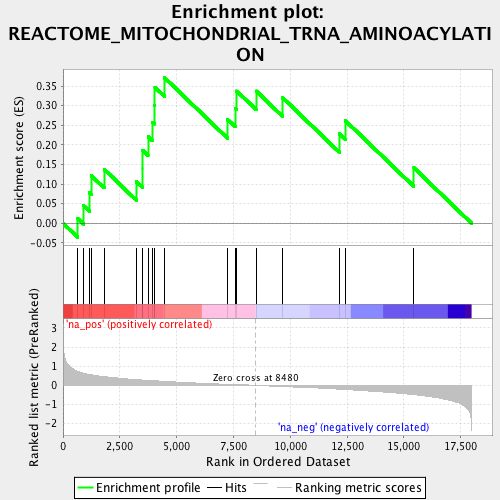 Enrichment plot:
REACTOME_MITOCHONDRIAL_TRNA_AMINOACYLATI
ON
Enrichment score (ES)
0.35
0.30
0.25
0.20
0.15
0.10
0.05
0.00
-0.05
'na_pos' (positively correlated)
Ranked list metric (PreRanked)
3
2
1
0
-1
-2
Zero cross at 8480
'na_neg' (negatively correlated)
0
2,500
5,000
7,500
10,000
12,500
15,000
17,500
Rank in Ordered Dataset
Enrichment profile
Hits
Ranking metric scores